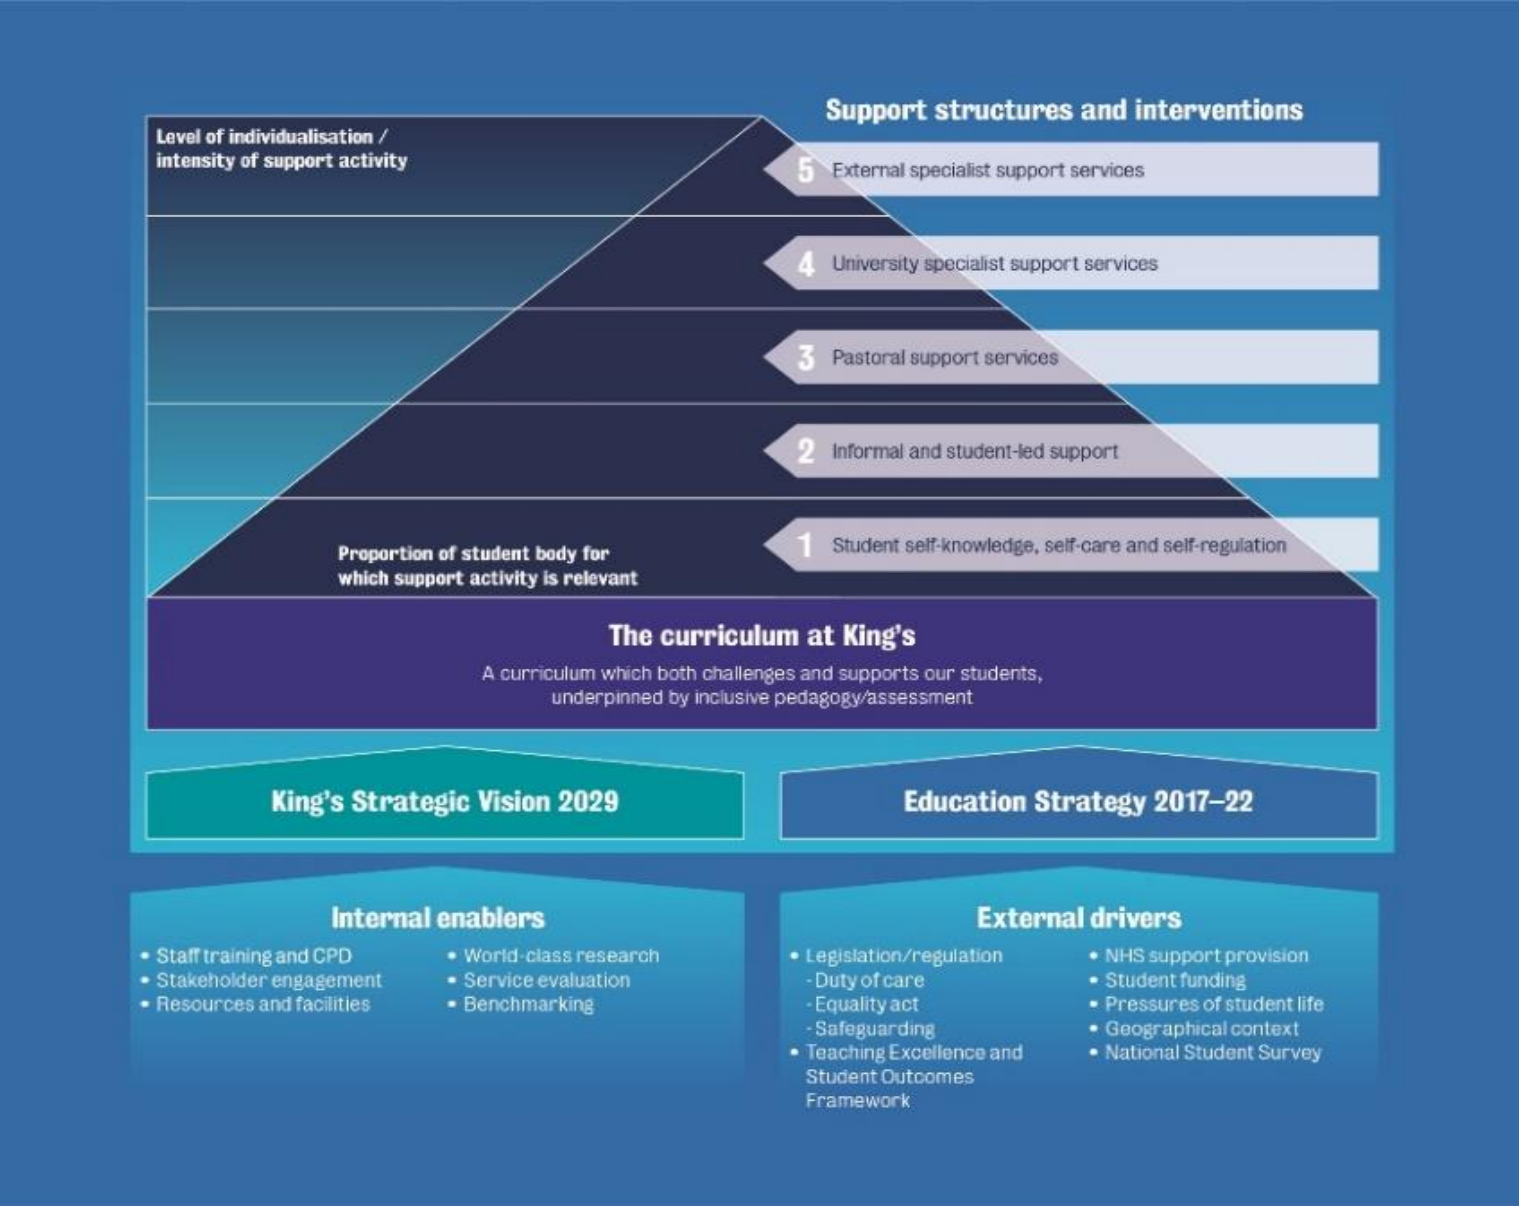 Support structures and interventions
Level of individualisation /
intensity of support activity
5 External specialist support services
4 University specialist support services
3 Pastoral support services
2 Informal and student-led support
1 Student self-knowledge, self-care and self-regulation
Proportion of student body for
which support activity is relevant
The curriculum at King's
A curriculum which both challenges and supports our students,
underpinned by inclusive pedagogy/assessment
King's Strategic Vision 2029
Education Strategy 2017–22
Internal enablers
• Staff training and CPD
• Stakeholder engagement
• Resources and facilities
• World-class research
• Service evaluation
• Benchmarking
External drivers
• Legislation/regulation
- Duty of care
- Equality act
- Safeguarding
• Teaching Excellence and
Student Outcomes
Framework
• NHS support provision
• Student funding
• Pressures of student life
• Geographical context
• National Student Survey